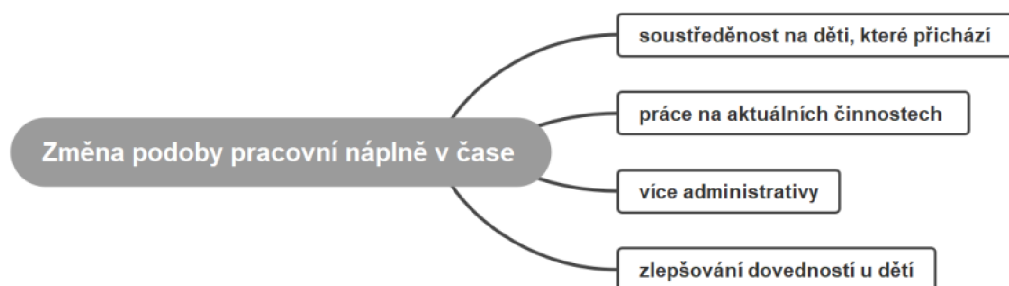 soustředěnost na děti, které přichází
práce na aktuálních činnostech
Změna podoby pracovní náplně v čase
více administrativy
zlepšování dovedností u dětí